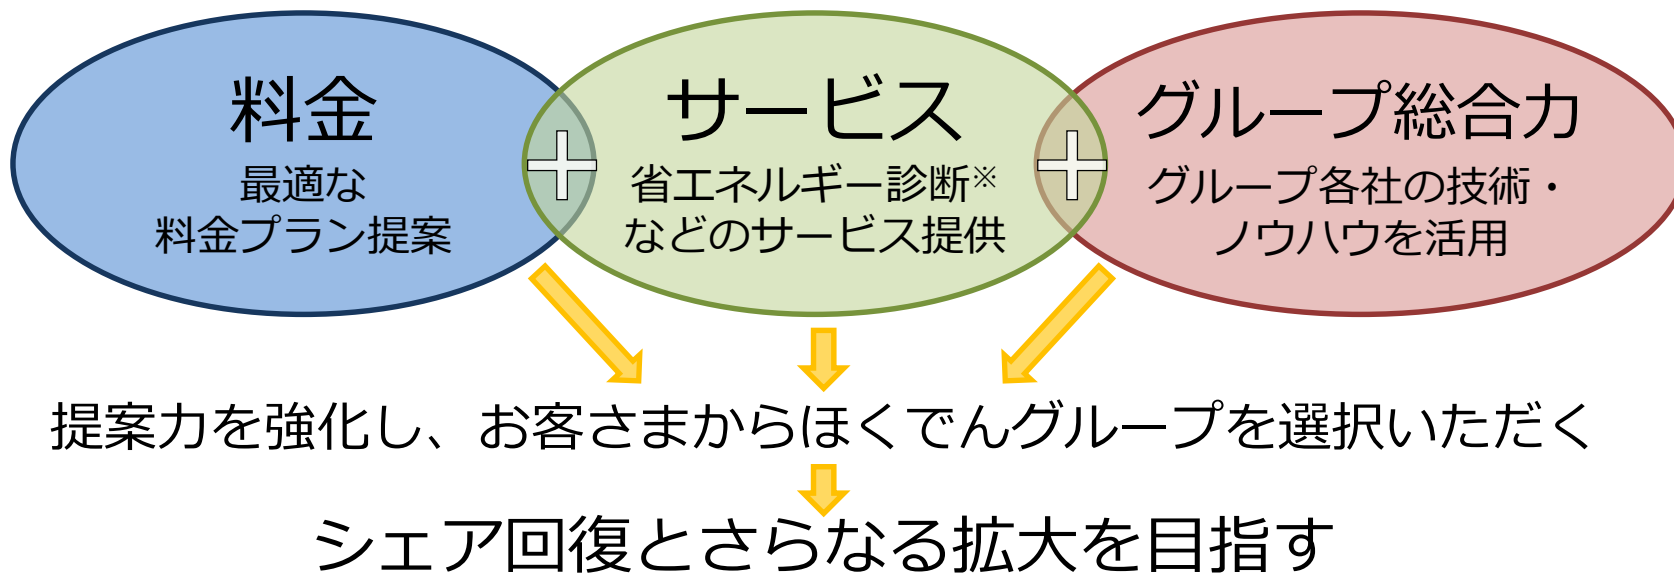 料金
最適な
料金プラン提案
サービス
省エネルギー診断※
などのサービス提供
グループ総合力
グループ各社の技術・
ノウハウを活用
提案力を強化し、お客さまからほくでんグループを選択いただく
シェア回復とさらなる拡大を目指す